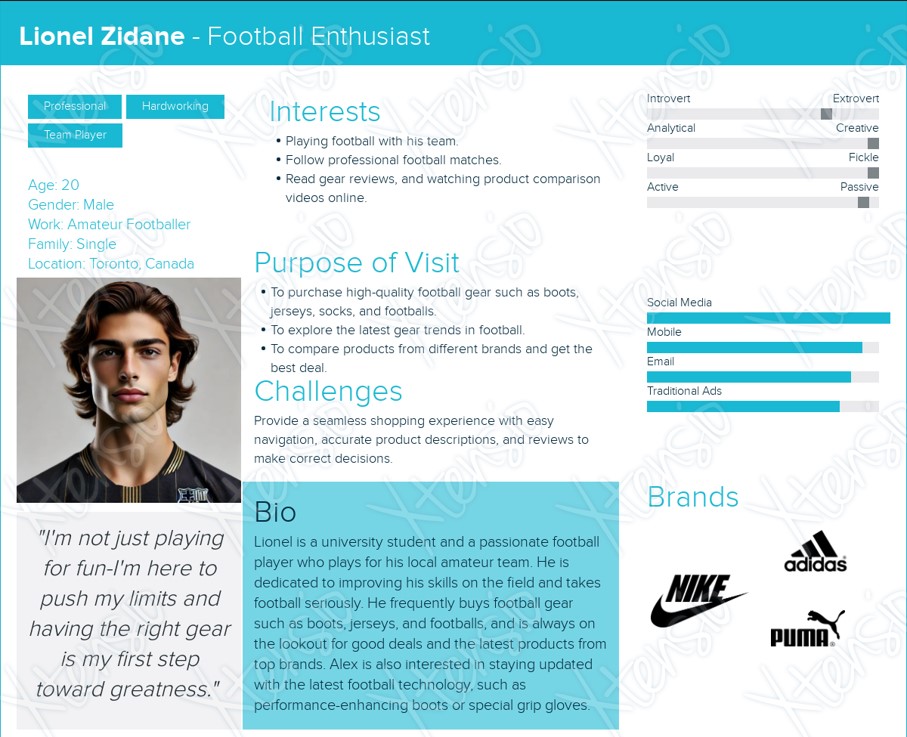 Lionel Zidane - Football Enthusiast
Professional
Hardworking
Team Player
Age: 20
Gender: Male
Work: Amateur Footballer
Family: Single
Location: Toronto, Canada
"I'm not just playing
for fun-I'm here to
push my limits and
having the right gear
is my first step
toward greatness."
Interests
• Playing football with his team.
• Follow professional football matches.
• Read gear reviews, and watching product comparison
videos online.
Purpose of Visit
• To purchase high-quality football gear such as boots,
jerseys, socks, and footballs.
• To explore the latest gear trends in football.
• To compare products from different brands and get the
best deal.
Challenges
Provide a seamless shopping experience with easy
navigation, accurate product descriptions, and reviews to
make correct decisions.
Bio
Lionel is a university student and a passionate football
player who plays for his local amateur team. He is
dedicated to improving his skills on the field and takes
football seriously. He frequently buys football gear
such as boots, jerseys, and footballs, and is always on
the lookout for good deals and the latest products from
top brands. Alex is also interested in staying updated
with the latest football technology, such as
performance-enhancing boots or special grip gloves.
Introvert Extrovert
Analytical Creative
Loyal Fickle
Active Passive
Social Media
Mobile
Email
Traditional Ads
Brands
adidas
NIKE
PUMA
xtensio